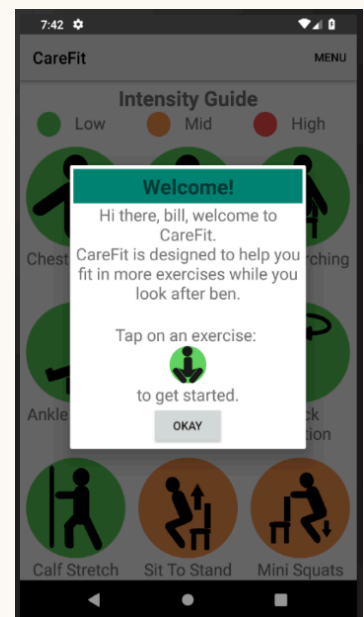 7:42
CareFit MENU
Intensity Guide
Low Mid High
Welcome!
Hi there, bill, welcome to
CareFit.
CareFit is designed to help you
fit in more exercises while you
look after ben.
Tap on an exercise:
to get started.
OKAY
Chest rching
Ankle ck
ion
Calf Stretch Sit To Stand Mini Squats